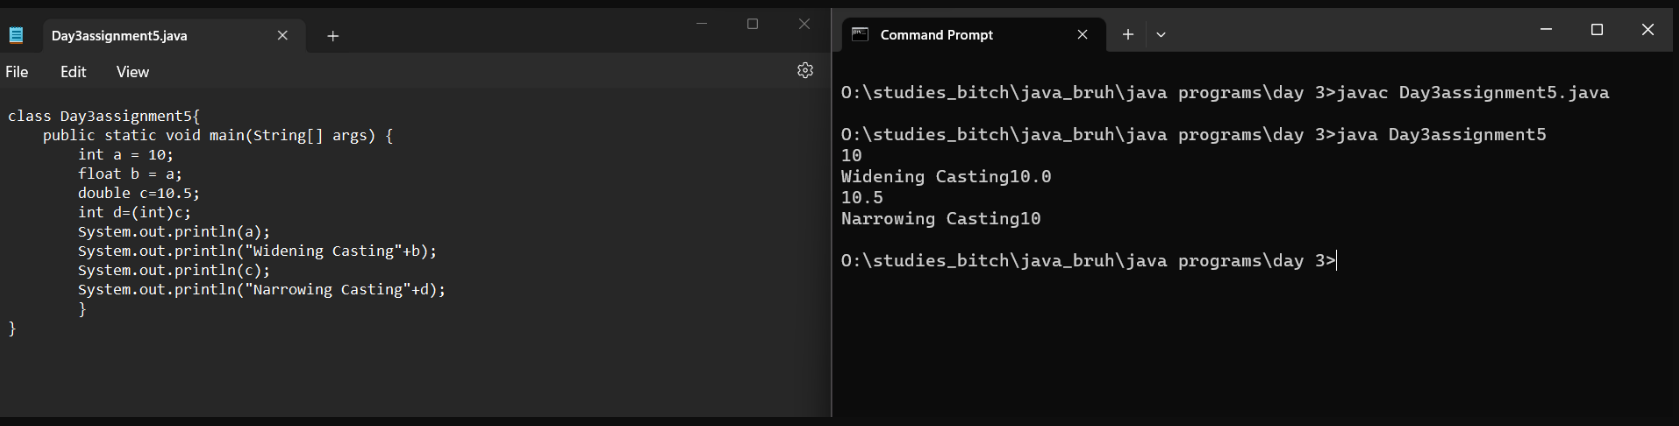 Day3assignment5.java
File Edit View
class Day3assignment5{
    public static void main(String[] args) {
        int a = 10;
        float b = a;
        double c=10.5;
        int d=(int)c;
        System.out.println(a);
        System.out.println("Widening Casting"+b);
        System.out.println(c);
        System.out.println("Narrowing Casting"+d);
        }
}
Command Prompt
O:\studies_bitch\java_bruh\java programs\day 3>javac Day3assignment5.java
O:\studies_bitch\java_bruh\java programs\day 3>java Day3assignment5
10
Widening Casting10.0
10.5
Narrowing Casting10
O:\studies_bitch\java_bruh\java programs\day 3>